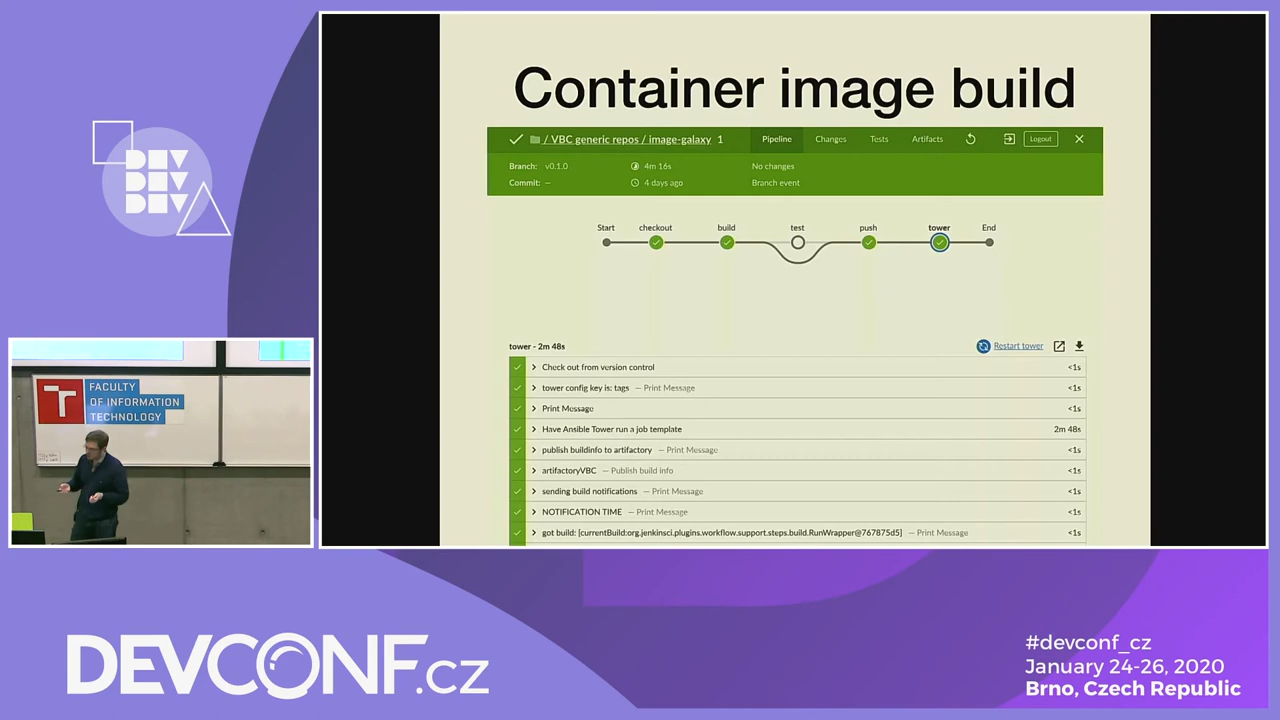 Container image build
/ VBC generic repos / image-galaxy 1
Pipeline Changes Tests Artifacts Logout
Branch: v0.1.0 4m 16s No changes
Commit: — 4 days ago Branch event
Start checkout build test push tower End
tower - 2m 48s Restart tower
Check out from version control <1s
tower config key is: tags — Print Message <1s
Print Message <1s
Have Ansible Tower run a job template 2m 48s
publish buildinfo to artifactory — Print Message <1s
artifactoryVBC — Publish build info <1s
sending build notifications — Print Message <1s
NOTIFICATION TIME — Print Message <1s
got build: [currentBuild:org.jenkinsci.plugins.workflow.support.steps.build.RunWrapper@767875d5] — Print Message <1s
DEV
DEV
DEV
FACULTY
OF INFORMATION
TECHNOLOGY
DEVCONF.cz
#devconf_cz
January 24-26, 2020
Brno, Czech Republic